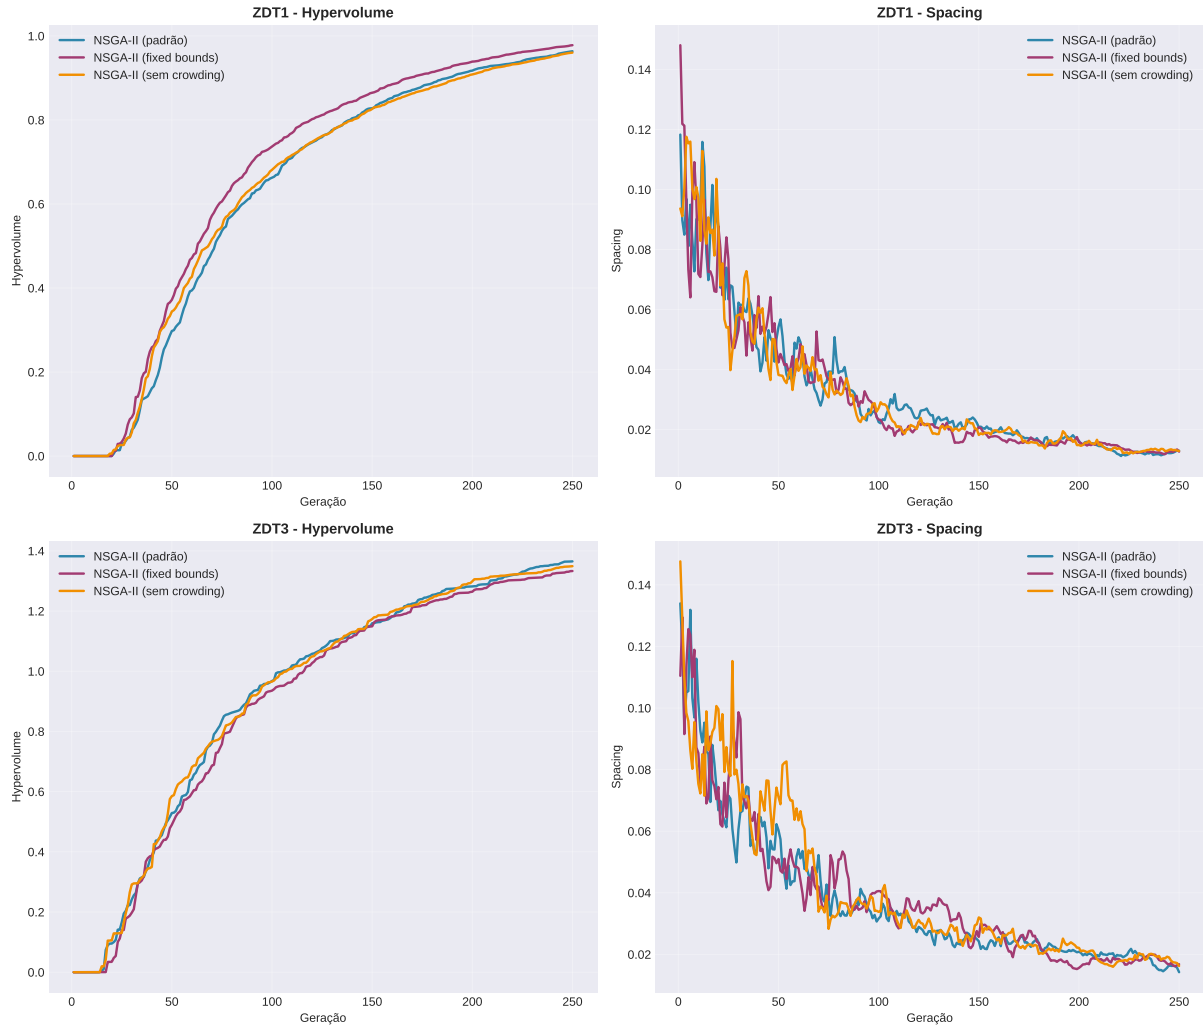 ZDT1 - Hypervolume
NSGA-II (padrão)
NSGA-II (fixed bounds)
NSGA-II (sem crowding)
1.0
0.8
0.6
0.4
0.2
0.0
Hypervolume
0 50 100 150 200 250
Geração
ZDT1 - Spacing
NSGA-II (padrão)
NSGA-II (fixed bounds)
NSGA-II (sem crowding)
0.14
0.12
0.10
0.08
0.06
0.04
0.02
Spacing
0 50 100 150 200 250
Geração
ZDT3 - Hypervolume
NSGA-II (padrão)
NSGA-II (fixed bounds)
NSGA-II (sem crowding)
1.4
1.2
1.0
0.8
0.6
0.4
0.2
0.0
Hypervolume
0 50 100 150 200 250
Geração
ZDT3 - Spacing
NSGA-II (padrão)
NSGA-II (fixed bounds)
NSGA-II (sem crowding)
0.14
0.12
0.10
0.08
0.06
0.04
0.02
Spacing
0 50 100 150 200 250
Geração